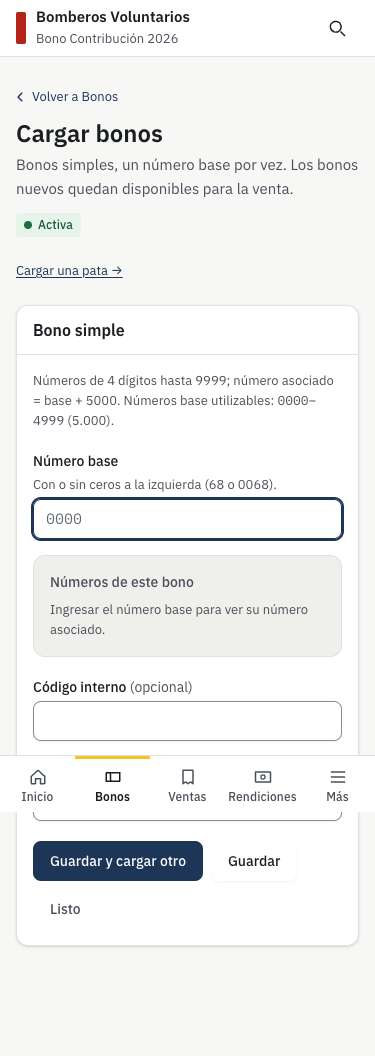 Bomberos Voluntarios
Bono Contribución 2026
Volver a Bonos
Cargar bonos
Bonos simples, un número base por vez. Los bonos
nuevos quedan disponibles para la venta.
Activa
Cargar una pata →
Bono simple
Números de 4 dígitos hasta 9999; número asociado
= base + 5000. Números base utilizables: 0000–
4999 (5.000).
Número base
Con o sin ceros a la izquierda (68 o 0068).
0000
Números de este bono
Ingresar el número base para ver su número
asociado.
Código interno (opcional)
Inicio
Bonos
Ventas
Rendiciones
Más
Guardar y cargar otro
Guardar
Listo